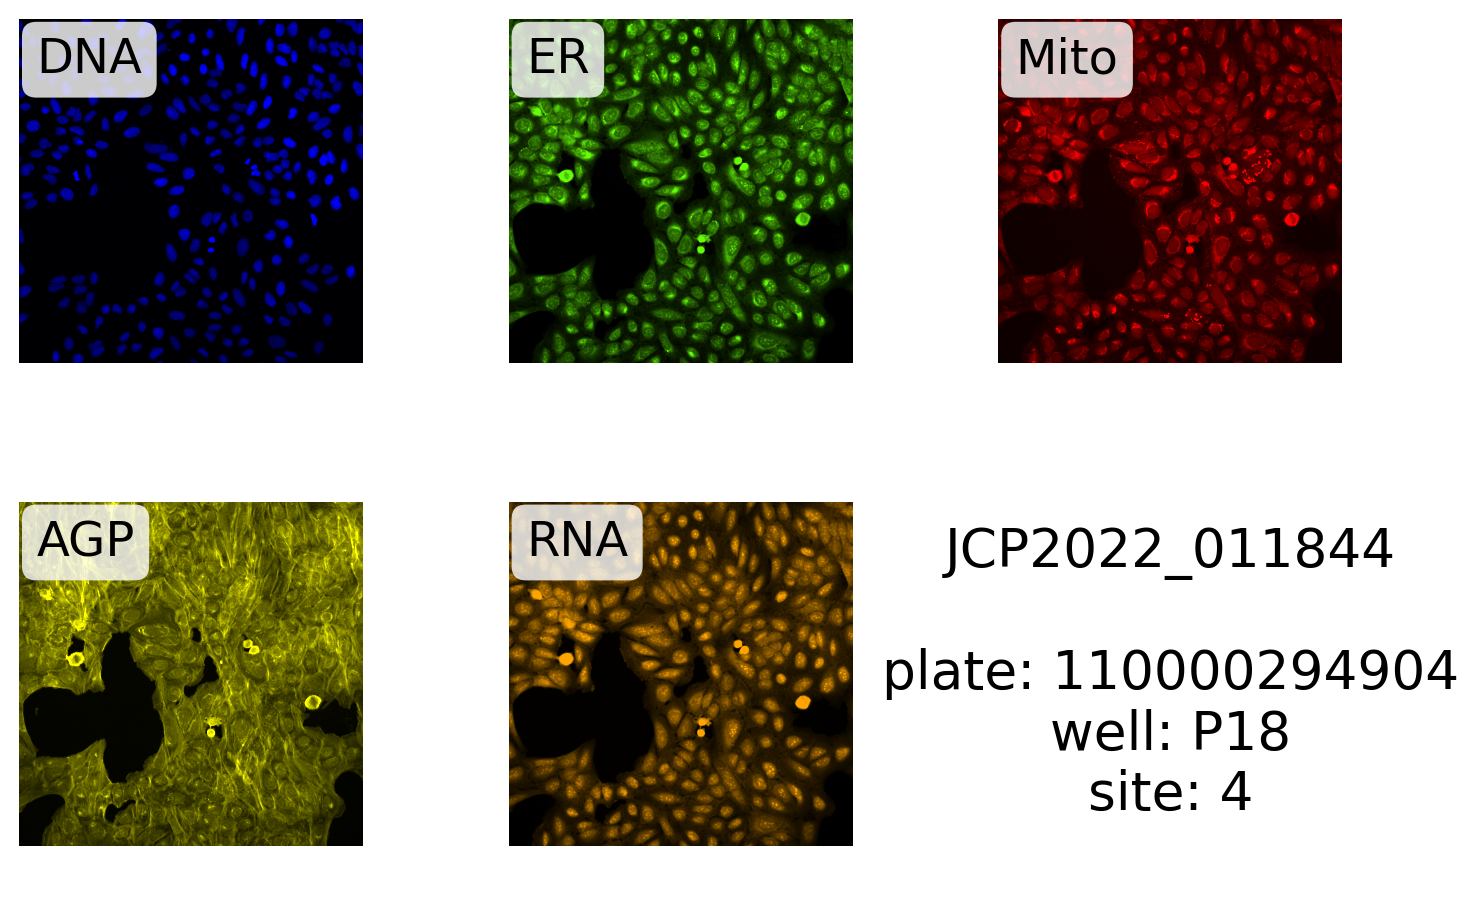 DNA
ER
Mito
AGP
RNA
JCP2022_011844
plate: 110000294904
well: P18
site: 4